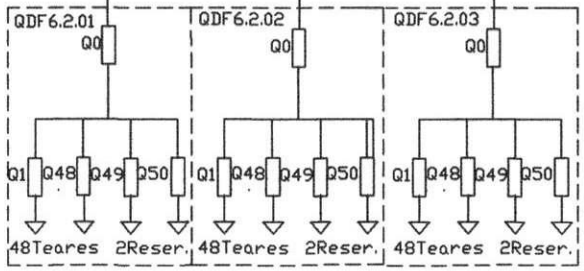 QDF6.2.01 QDF6.2.02 QDF6.2.03
Q0 Q0 Q0
Q1 Q48 Q49 Q50 Q1 Q48 Q49 Q50 Q1 Q48 Q49 Q50
48Teares 2Reser. 48Teares 2Reser. 48Teares 2Reser.